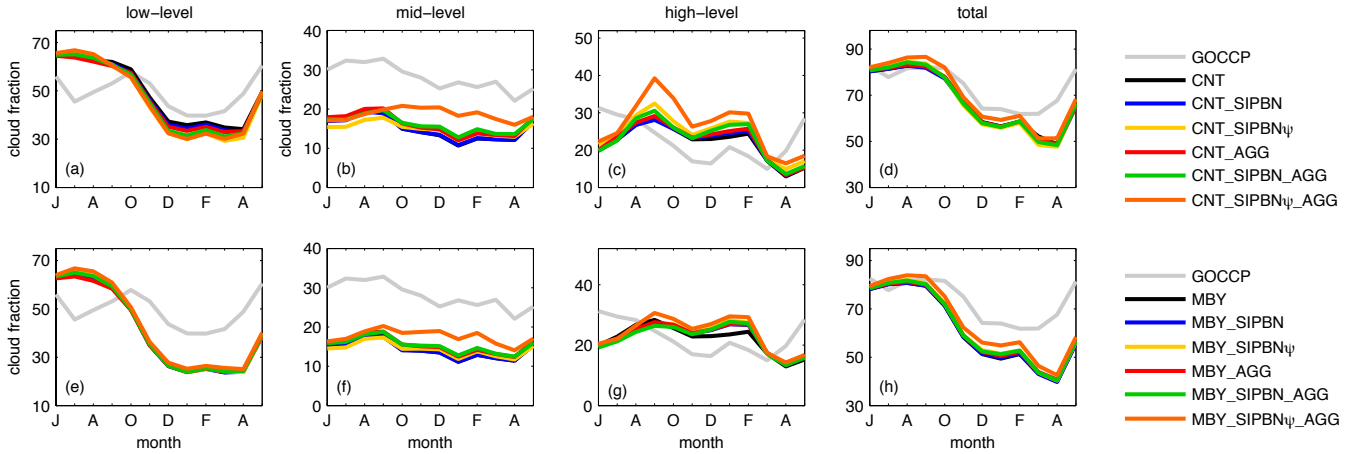 low−level mid−level high−level total
cloud fraction
70
50
30
10
(a)
J A O D F A
40
30
20
10
0
(b)
J A O D F A
50
40
30
20
10
(c)
J A O D F A
90
70
50
30
(d)
J A O D F A
GOCCP
CNT
CNT_SIPBN
CNT_SIPBNψ
CNT_AGG
CNT_SIPBN_AGG
CNT_SIPBNψ_AGG
cloud fraction
70
50
30
10
(e)
J A O D F A
month
40
30
20
10
0
(f)
J A O D F A
month
40
20
0
(g)
J A O D F A
month
90
70
50
30
(h)
J A O D F A
month
GOCCP
MBY
MBY_SIPBN
MBY_SIPBNψ
MBY_AGG
MBY_SIPBN_AGG
MBY_SIPBNψ_AGG